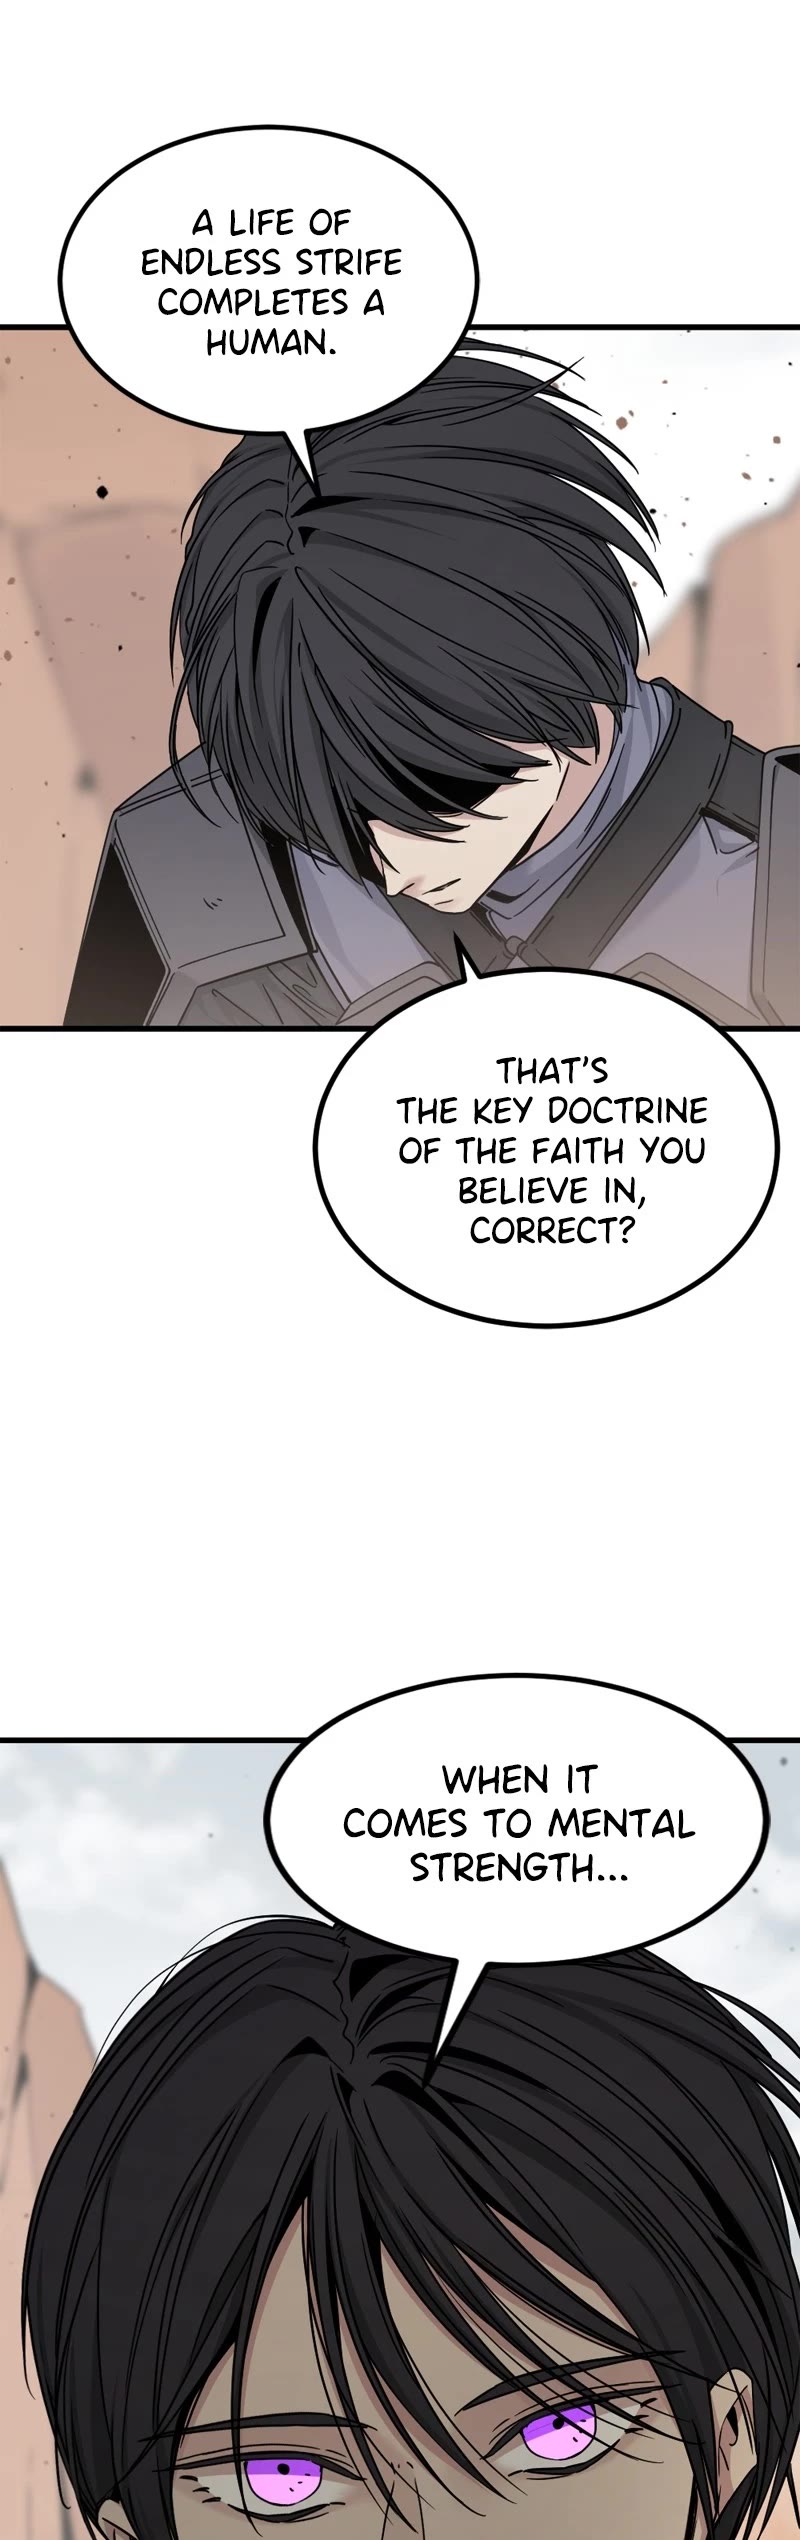 A LIFE OF
ENDLESS STRIFE
COMPLETES A
HUMAN.
THAT'S
THE KEY DOCTRINE
OF THE FAITH YOU
BELIEVE IN,
CORRECT?
WHEN IT
COMES TO MENTAL
STRENGTH...